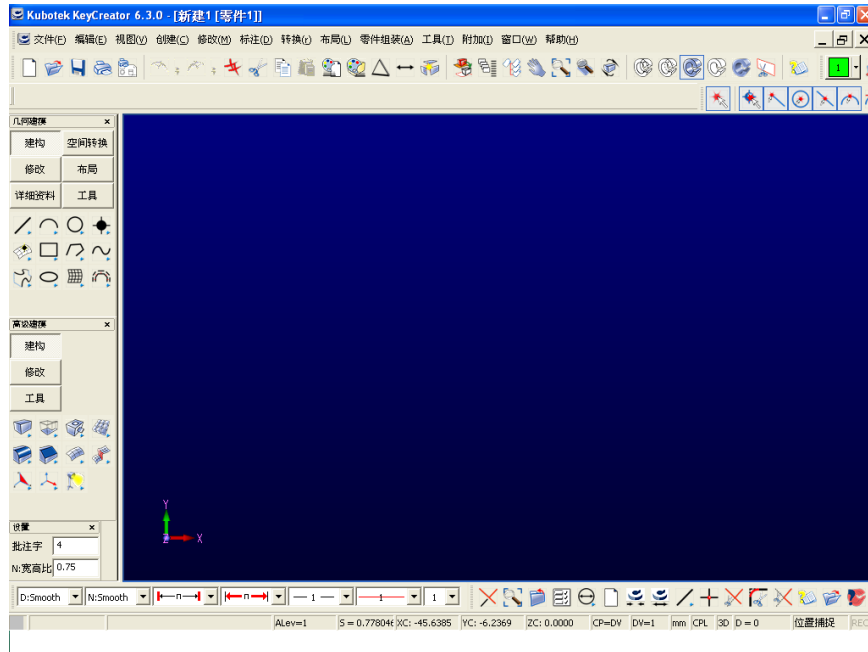 Kubotek KeyCreator 6.3.0 - [新建1 [零件1]]
文件(F) 编辑(E) 视图(V) 创建(C) 修改(M) 标注(D) 转换(r) 布局(L) 零件组装(A) 工具(I) 附加(I) 窗口(W) 帮助(H)
1
几何建模
建构 空间转换
修改 布局
详细资料 工具
高级建模
建构
修改
工具
Y
Z X
设置
批注字 4
N:宽高比 0.75
D:Smooth N:Smooth n n 1 1 1
ALev=1 S = 0.77804 XC: -45.6385 YC: -6.2369 ZC: 0.0000 CP=DV DV=1 mm CPL 3D D = 0 位置捕捉 REC